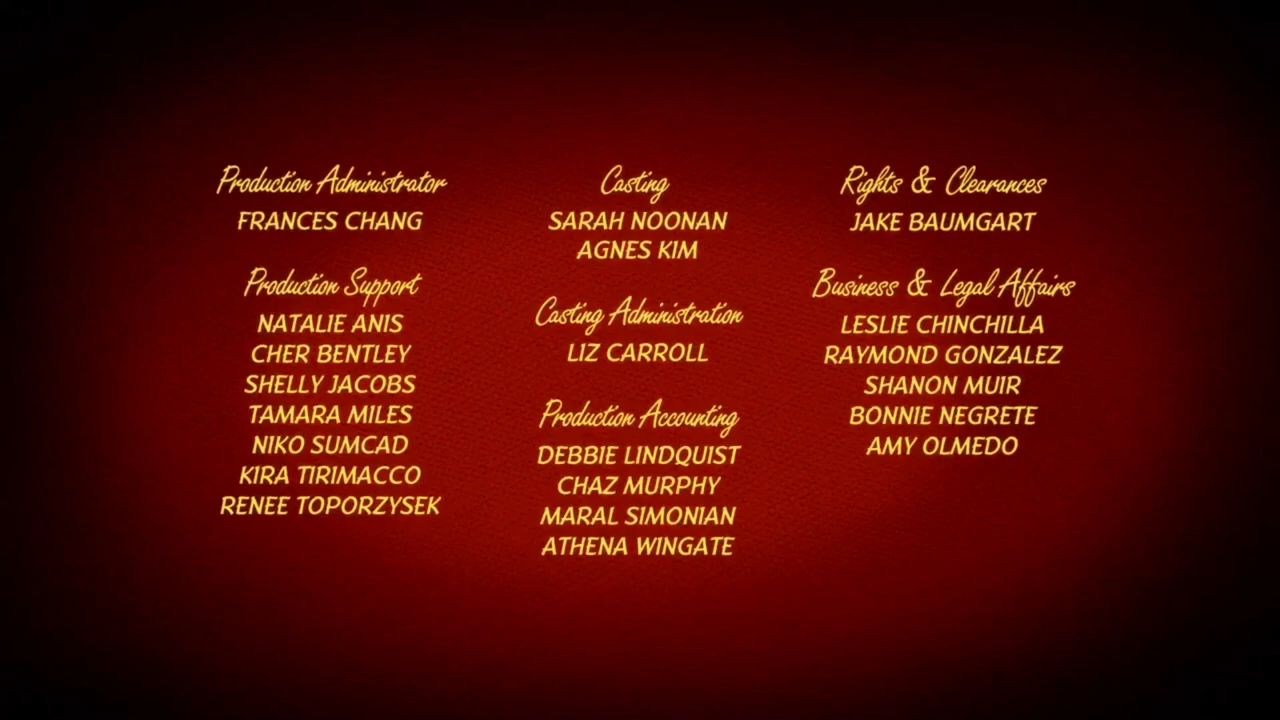 Production Administrator
FRANCES CHANG
Production Support
NATALIE ANIS
CHER BENTLEY
SHELLY JACOBS
TAMARA MILES
NIKO SUMCAD
KIRA TIRIMACCO
RENEE TOPORZYSEK
Casting
SARAH NOONAN
AGNES KIM
Casting Administration
LIZ CARROLL
Production Accounting
DEBBIE LINDQUIST
CHAZ MURPHY
MARAL SIMONIAN
ATHENA WINGATE
Rights & Clearances
JAKE BAUMGART
Business & Legal Affairs
LESLIE CHINCHILLA
RAYMOND GONZALEZ
SHANON MUIR
BONNIE NEGRETE
AMY OLMEDO